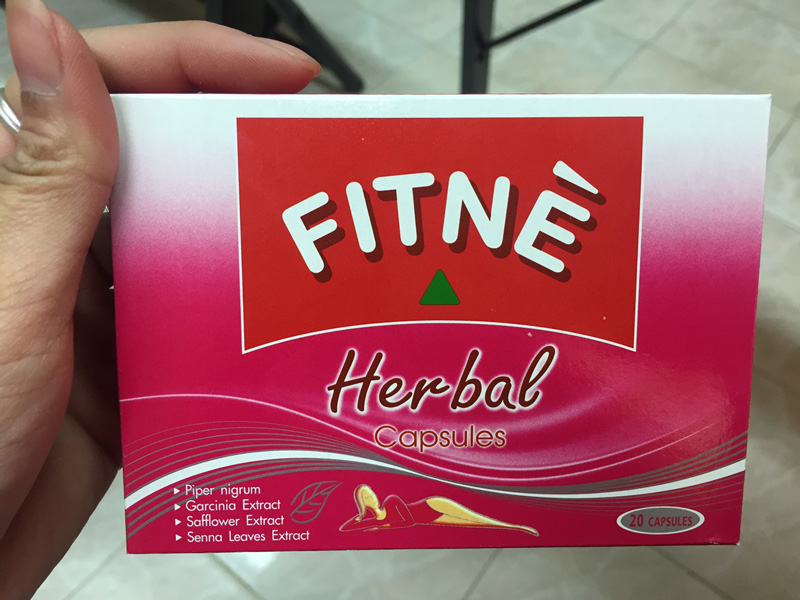 FITNÈ
Herbal
Capsules
▶ Piper nigrum
▶ Garcinia Extract
▶ Safflower Extract
▶ Senna Leaves Extract
20 CAPSULES